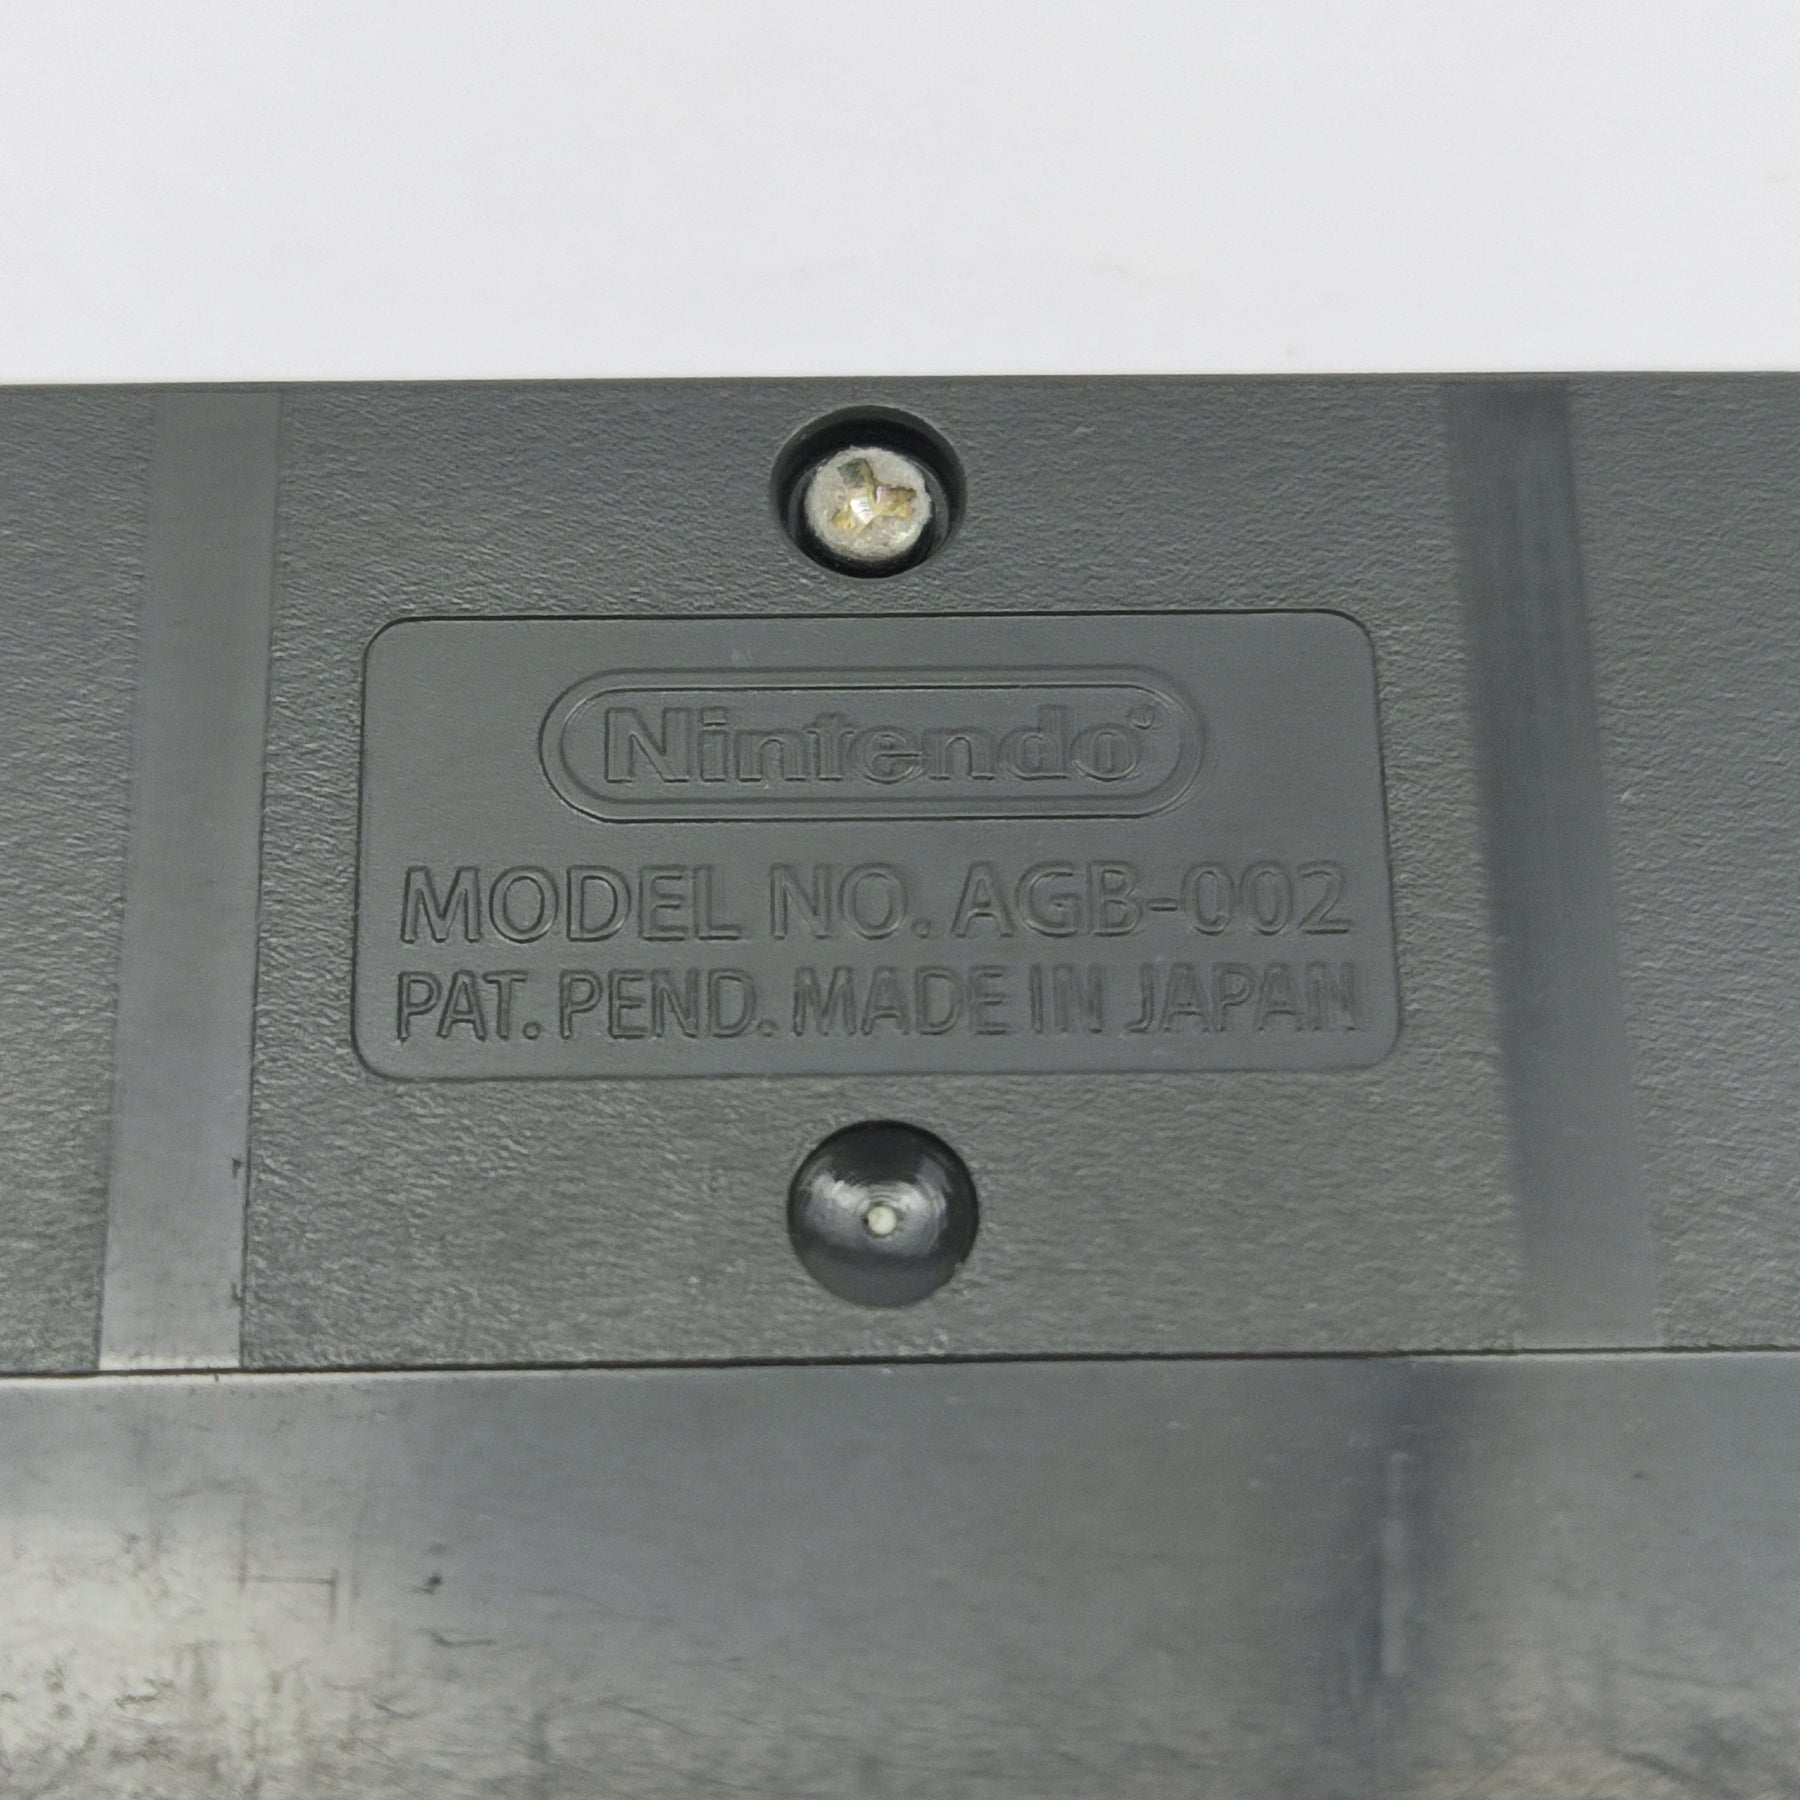 Nintendo®
MODEL NO. AGB-002
PAT. PEND. MADE IN JAPAN